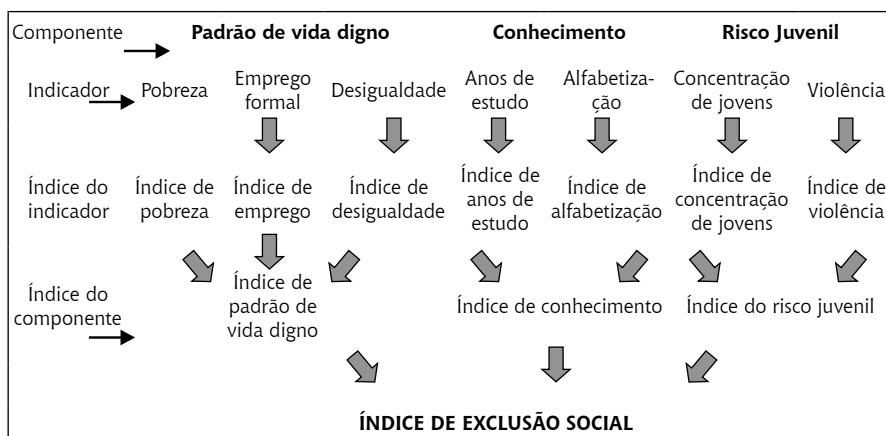 Componente Padrão de vida digno Conhecimento Risco Juvenil
Indicador Pobreza Emprego formal Desigualdade Anos de estudo Alfabetiza-ção Concentração de jovens Violência
Índice do indicador Índice de pobreza Índice de emprego Índice de desigualdade Índice de anos de estudo Índice de alfabetização Índice de concentração de jovens Índice de violência
Índice do componente Índice de padrão de vida digno Índice de conhecimento Índice do risco juvenil
ÍNDICE DE EXCLUSÃO SOCIAL